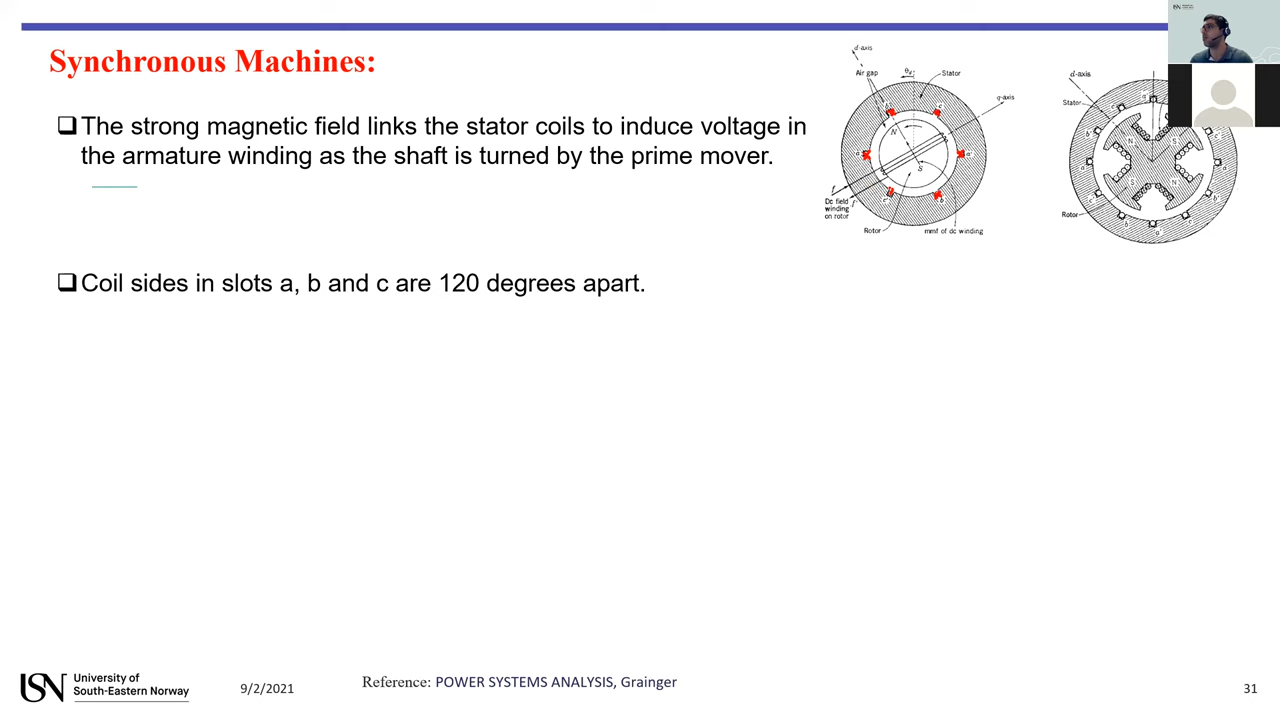 Synchronous Machines:
❑The strong magnetic field links the stator coils to induce voltage in
the armature winding as the shaft is turned by the prime mover.
❑Coil sides in slots a, b and c are 120 degrees apart.
d-axis
Air gap
θd
Stator
q-axis
b'
c
N
a
a'
S
f
f'
c'
b
Dc field
winding
on rotor
Rotor
mmf of dc winding
d-axis
Stator
c
a'
b'
N
S
a
a
S
N
c'
b'
Rotor
b
c
a'
USN
USN
University of
South-Eastern Norway
9/2/2021
Reference: POWER SYSTEMS ANALYSIS, Grainger
31